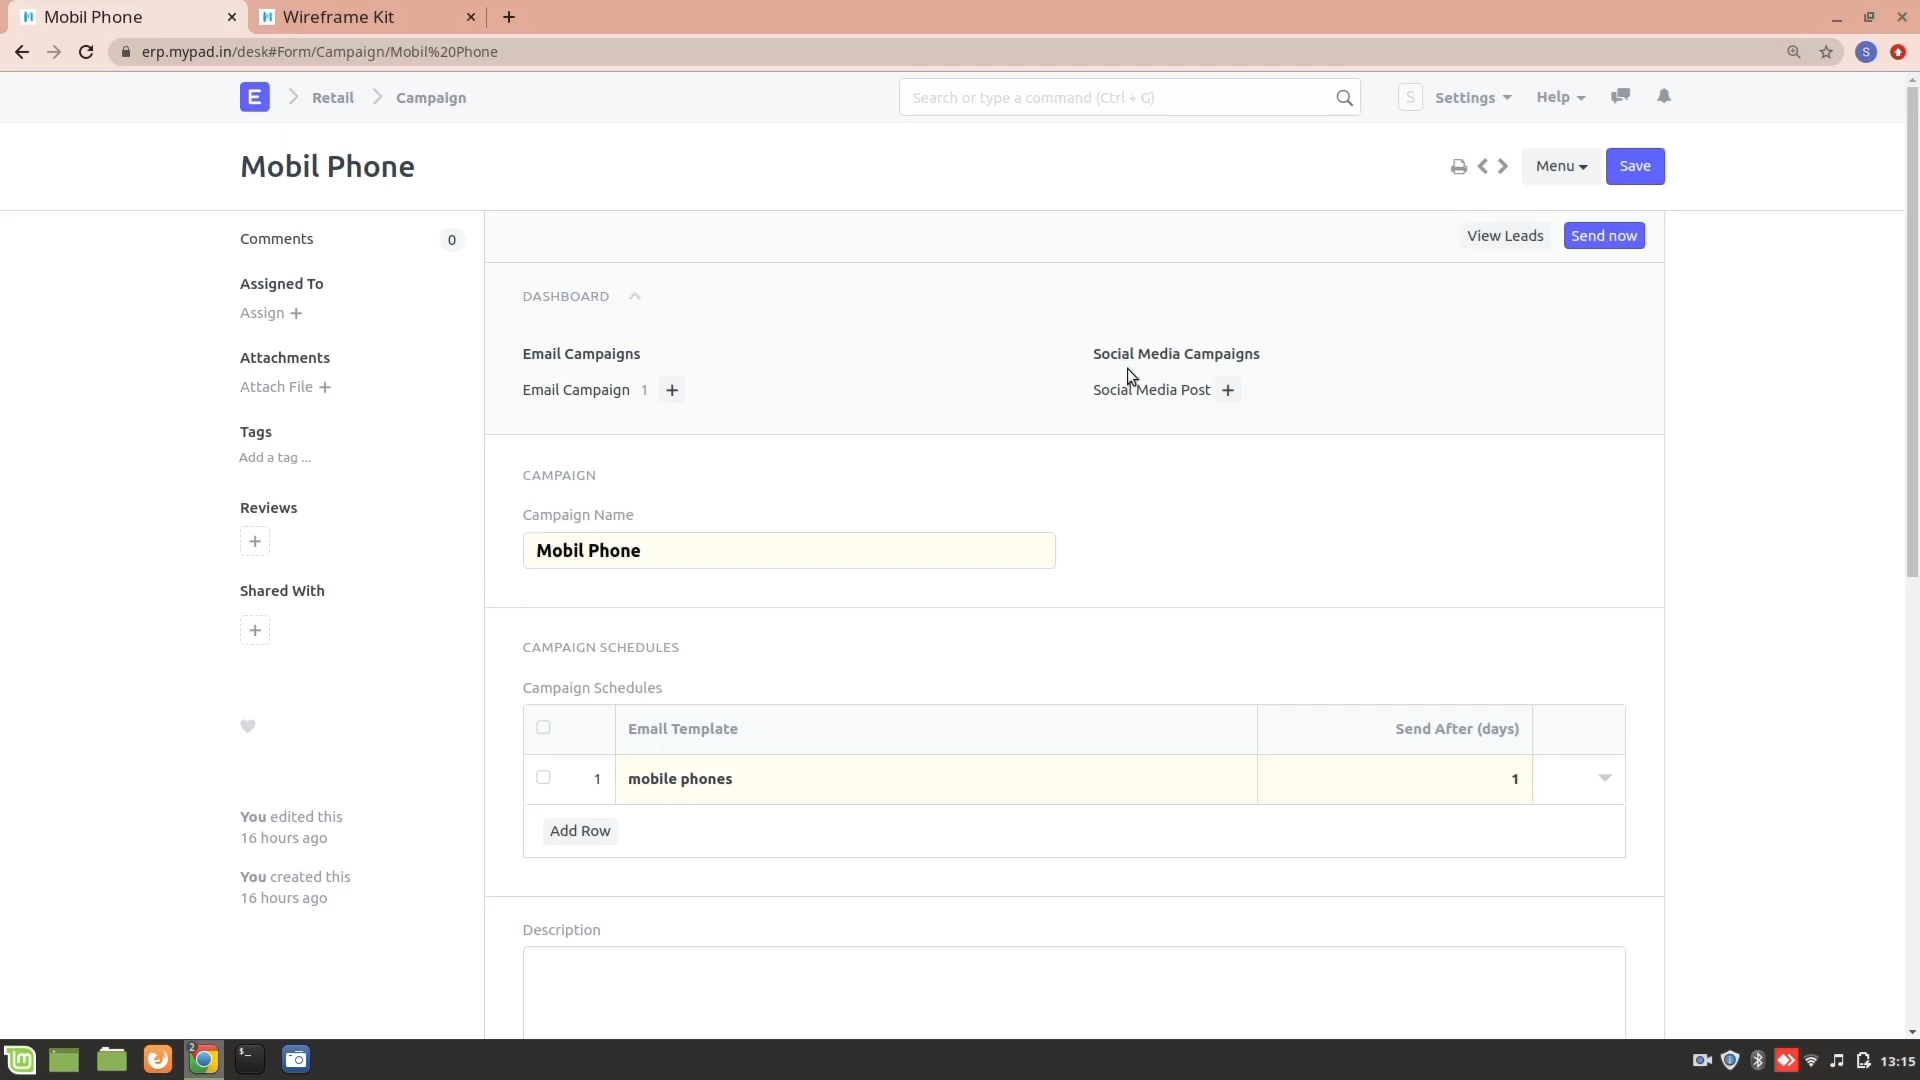 Mobil Phone
Wireframe Kit
erp.mypad.in/desk#Form/Campaign/Mobil%20Phone
S
E
Retail
Campaign
Search or type a command (Ctrl + G)
S
Settings
Help
Mobil Phone
Menu
Save
Comments
0
View Leads
Send now
Assigned To
Assign +
DASHBOARD
Attachments
Attach File +
Email Campaigns
Social Media Campaigns
Email Campaign 1 +
Social Media Post +
Tags
Add a tag ...
Reviews
+
Shared With
+
CAMPAIGN
Campaign Name
Mobil Phone
CAMPAIGN SCHEDULES
Campaign Schedules
Email Template
Send After (days)
1
mobile phones
1
Add Row
You edited this
16 hours ago
You created this
16 hours ago
Description
2
13:15